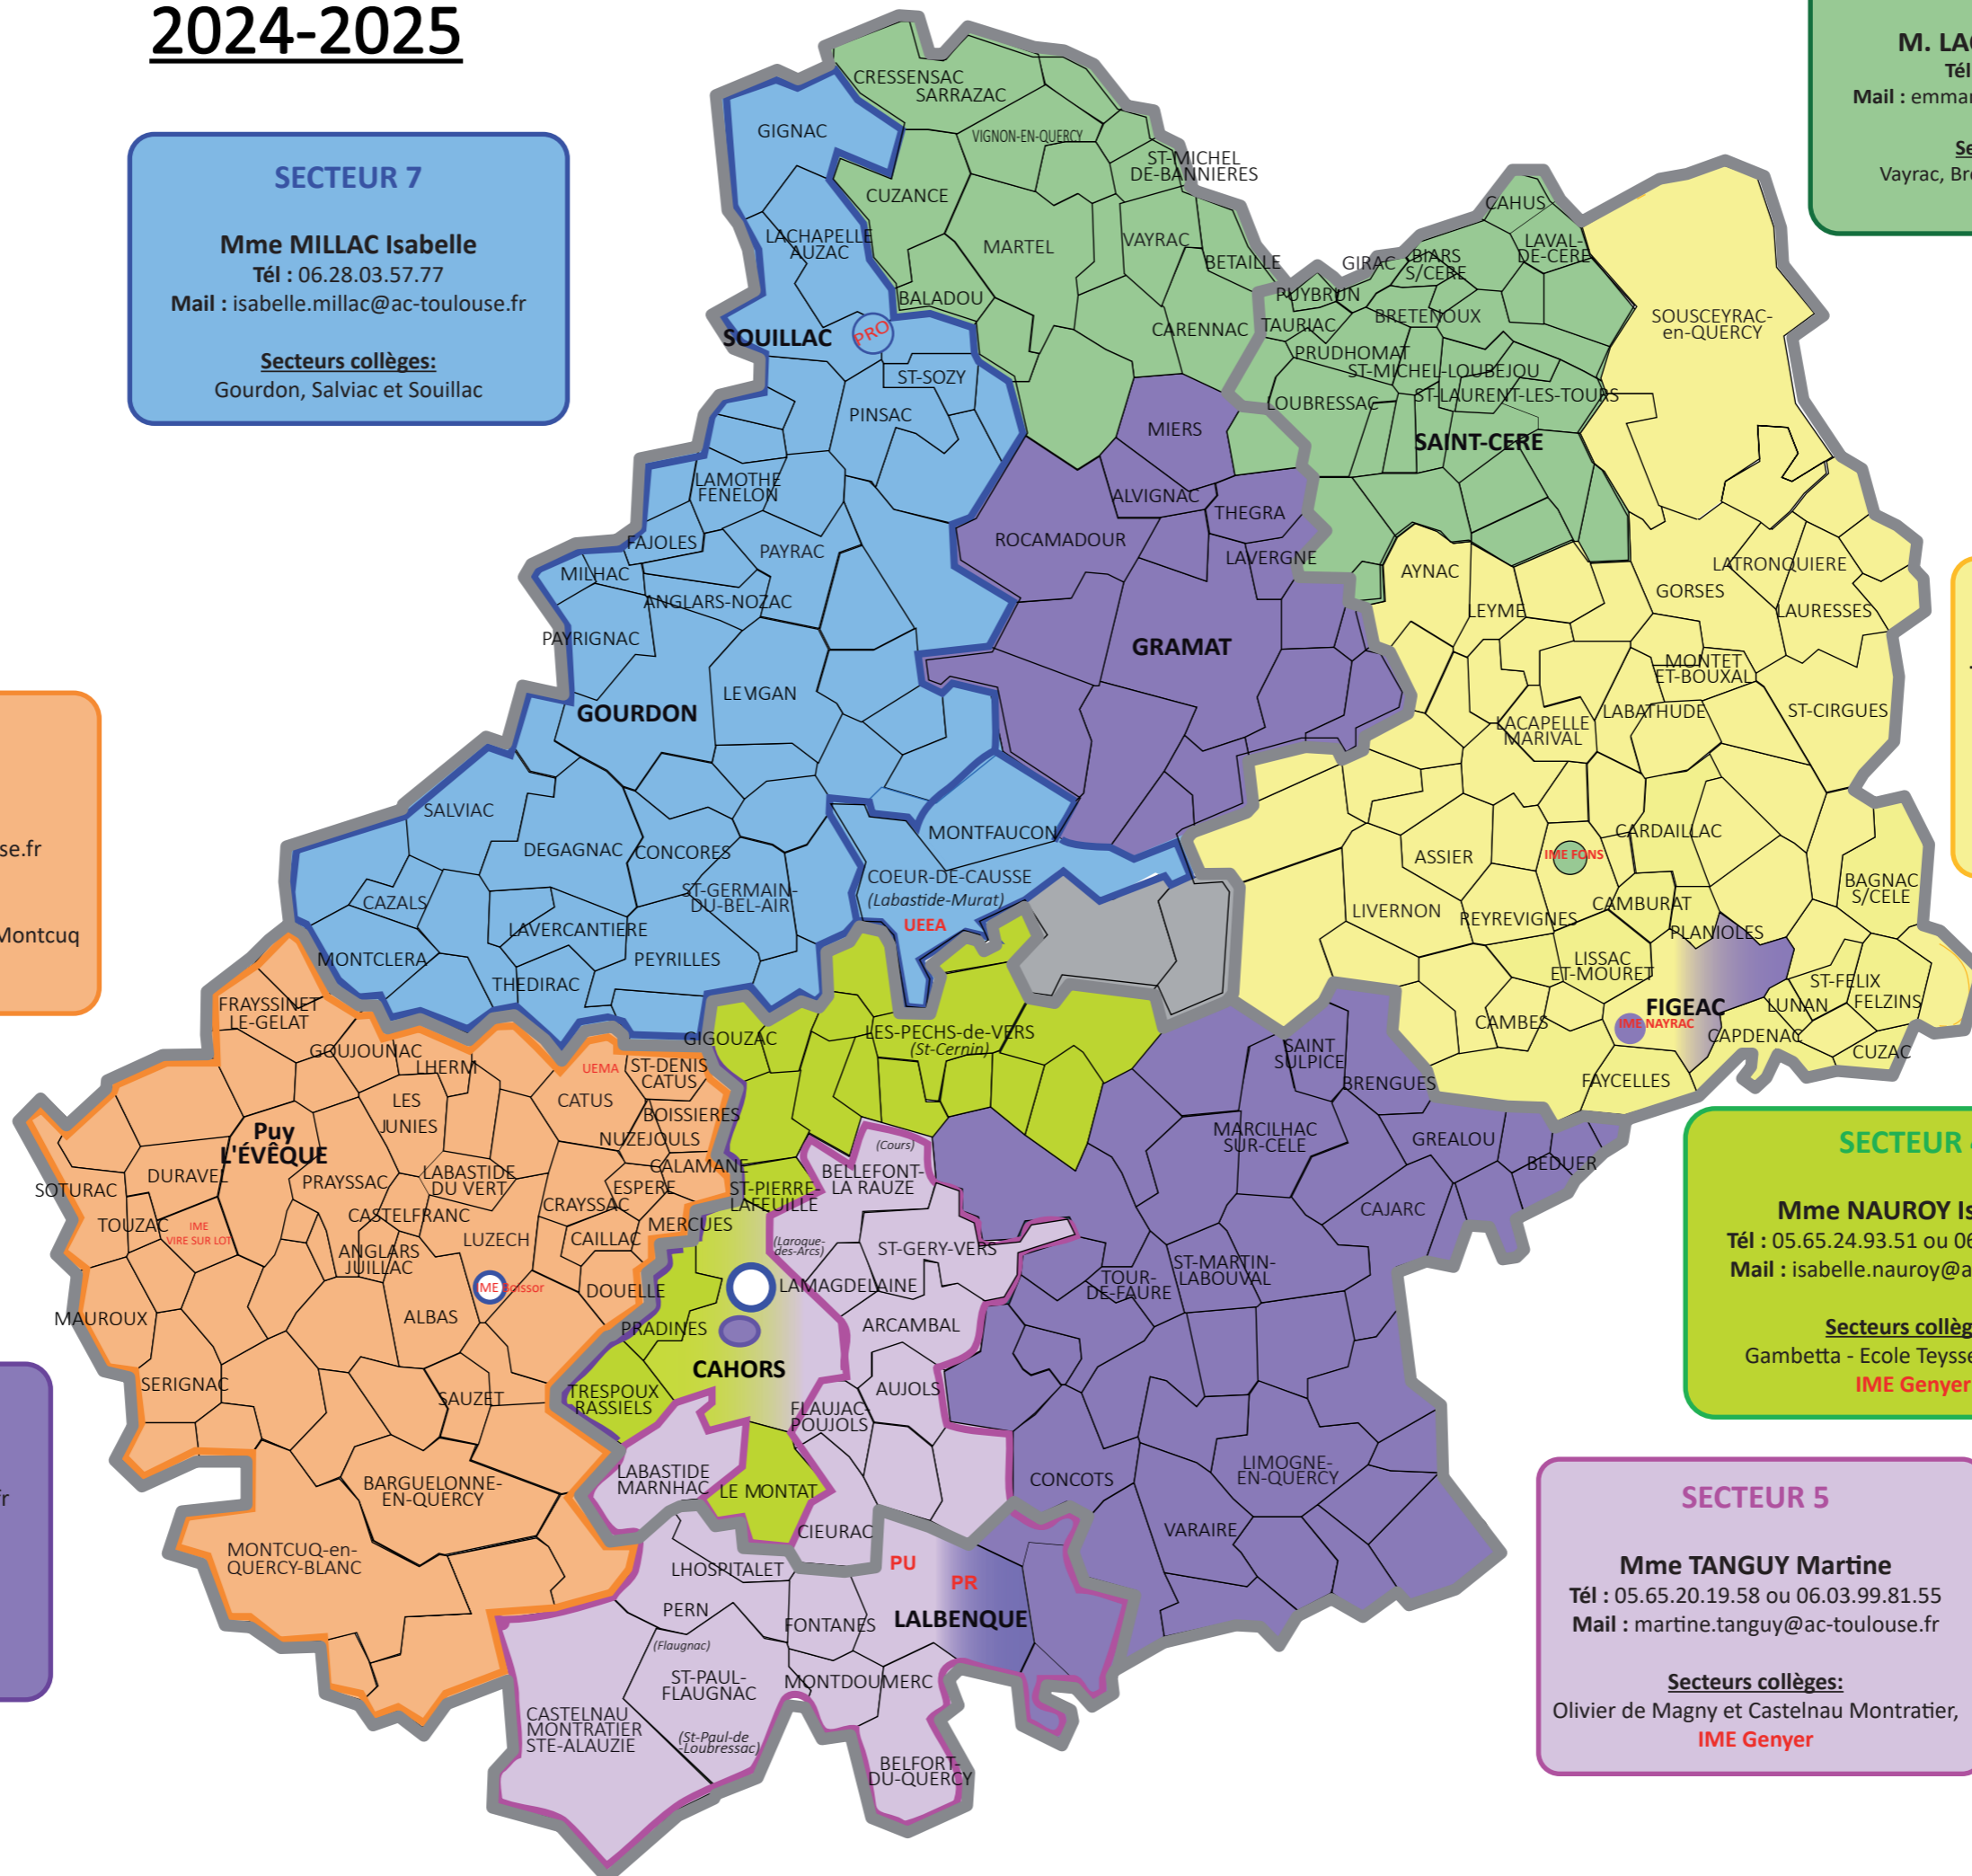 2024-2025
SECTEUR 7
Mme MILLAC Isabelle
Tél : 06.28.03.57.77
Mail : isabelle.millac@ac-toulouse.fr
Secteurs collèges:
Gourdon, Salviac et Souillac
M. LAC
Tél
Mail : emmar
Se
Vayrac, Bre
se.fr
Montcuq
fr
CRESSENSAC
SARRAZAC
GIGNAC
VIGNON-EN-QUERCY
ST-MICHEL
DE-BANNIERES
CUZANCE
LACHAPELLE
AUZAC
MARTEL
VAYRAC
BETAILLE
BALADOU
CARENNAC
SOUILLAC
PRO
ST-SOZY
PINSAC
CAHUS
LAVAL-
DE-CERE
GIRAC
BIARS
S/CERE
PUYBRUN
TAURIAC
BRETENOUX
PRUDHOMAT
ST-MICHEL-LOUBEJOU
LOUBRESSAC
ST-LAURENT-LES-TOURS
SAINT-CERE
SOUSCEYRAC-
en-QUERCY
MIERS
ALVIGNAC
THEGRA
ROCAMADOUR
LAVERGNE
GRAMAT
LAMOTHE
FENELON
FAJOLES
PAYRAC
MILHAC
ANGLARS-NOZAC
PAYRIGNAC
LEVIGAN
GOURDON
AYNAC
LEYME
LATRONQUIERE
GORSES
LAURESSES
MONTET
ET-BOUXAL
LABATHUDE
ST-CIRGUES
LACAPELLE
MARIVAL
SALVIAC
DEGAGNAC
CONCORES
MONTFAUCON
COEUR-DE-CAUSSE
(Labastide-Murat)
UEEA
CAZALS
ST-GERMAIN-
DU-BEL-AIR
LAVERCANTIERE
MONTCLERA
PEYRILLES
THEDIRAC
CARDAILLAC
IME FONS
ASSIER
BAGNAC
S/CELE
CAMBURAT
LIVERNON
REYREVIGNES
PLANIOLES
LISSAC
ET-MOURET
ST-FELIX
LUNAN
FELZINS
FIGEAC
IME NAYRAC
CAMBES
CAPDENAC
CUZAC
FAYCELLES
FRAYSSINET
LE-GELAT
GOUJOUNAC
LHERM
UEMA
ST-DENIS
CATUS
CATUS
GIGOUZAC
LES-PECHS-de-VERS
(St-Cernin)
SAINT
SULPICE
BRENGUES
LES
JUNIES
BOISSIERES
Puy
L'ÉVÊQUE
NUZEJOULS
(Cours)
MARCILHAC
SUR-CELE
GREALOU
BEDUER
CALAMANE
DURAVEL
PRAYSSAC
LABASTIDE
DU VERT
ESPERE
ST-PIERRE-
LAFEUILLE
BELLEFONT-
LA RAUZE
SOTURAC
CRAYSSAC
CAJARC
TOUZAC
IME
VIRE SUR LOT
CASTELFRANC
MERCUES
LUZECH
CAILLAC
(Laroque-
des-Arcs)
ST-GERY-VERS
ANGLARS
JUILLAC
IME Boissor
DOUELLE
LAMAGDELAINE
ST-MARTIN-
LABOUVAL
TOUR-
DE-FAURE
MAUROUX
ALBAS
PRADINES
ARCAMBAL
CAHORS
SERIGNAC
SAUZET
TRESPOUX
RASSIELS
AUJOLS
FLAUJAC-
POUJOLS
LABASTIDE
MARNHAC
LE MONTAT
CONCOTS
LIMOGNE-
EN-QUERCY
BARGUELONNE-
EN-QUERCY
CIEURAC
VARAIRE
MONTCUQ-en-
QUERCY-BLANC
LHOSPITALET
PU
PR
PERN
FONTANES
LALBENQUE
(Flaugnac)
ST-PAUL-
FLAUGNAC
MONTDOUMERC
CASTELNAU
MONTRATIER
STE-ALAUZIE
(St-Paul-de
-Loubressac)
BELFORT-
DU-QUERCY
SECTEUR 4
Mme NAUROY Is
Tél : 05.65.24.93.51 ou 06
Mail : isabelle.nauroy@a
Secteurs collèg
Gambetta - Ecole Teysse
IME Genyer
SECTEUR 5
Mme TANGUY Martine
Tél : 05.65.20.19.58 ou 06.03.99.81.55
Mail : martine.tanguy@ac-toulouse.fr
Secteurs collèges:
Olivier de Magny et Castelnau Montratier,
IME Genyer